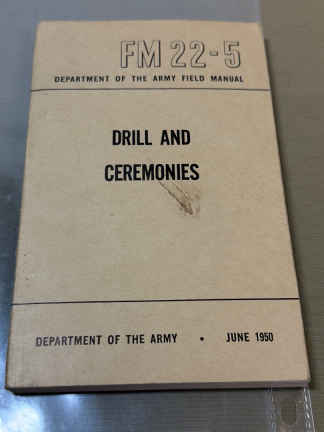 FM 22-5
DEPARTMENT OF THE ARMY FIELD MANUAL
DRILL AND
CEREMONIES
DEPARTMENT OF THE ARMY • JUNE 1950